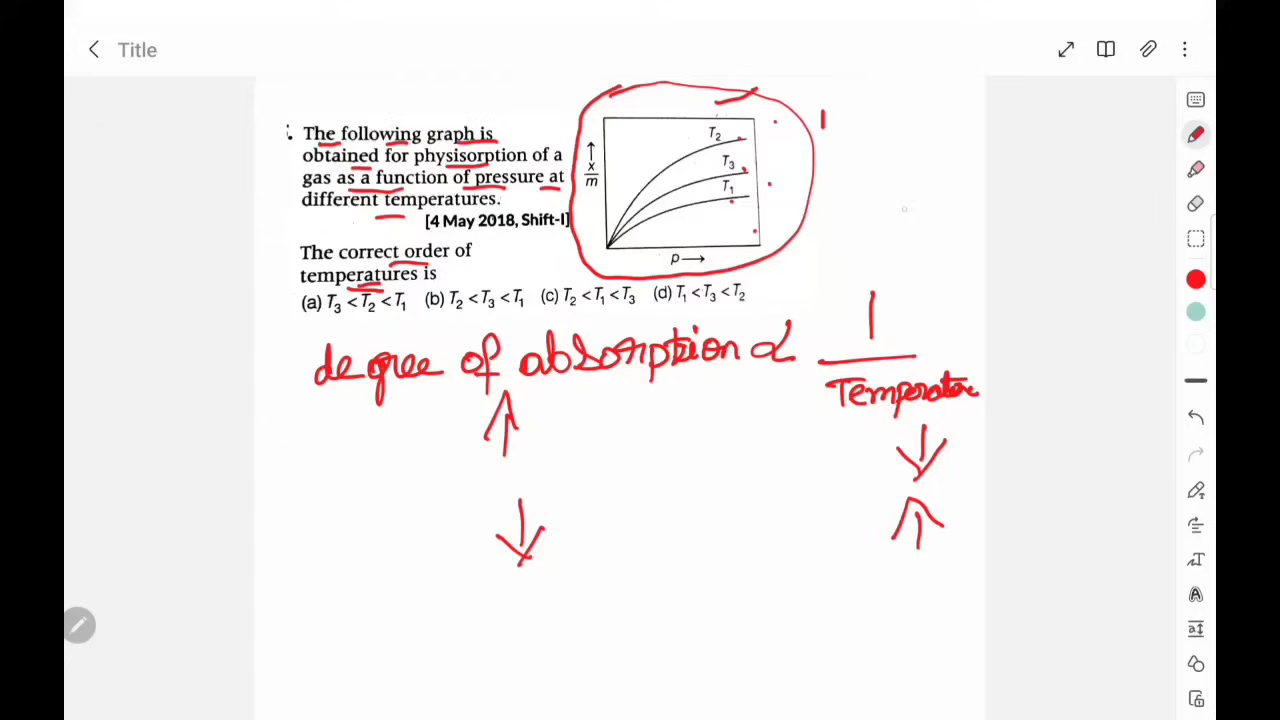 Title
The following graph is
obtained for physisorption of a
gas as a function of pressure at
different temperatures.
[4 May 2018, Shift-I]
T2
T3
T1
x
m
p→
The correct order of
temperatures is
(a) T3 < T2 < T1 (b) T2 < T3 < T1 (c) T2 < T1 < T3 (d) T1 < T3 < T2
degree of absorption ∝ 1
Temperature